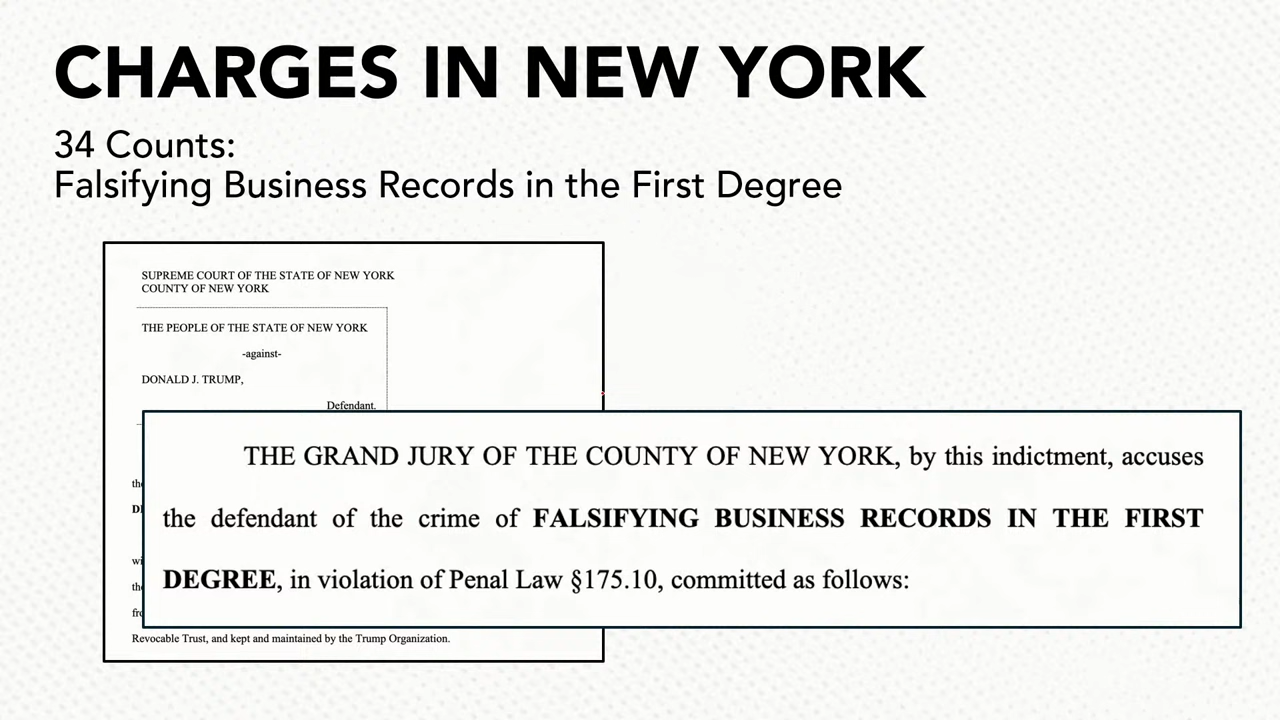 CHARGES IN NEW YORK
34 Counts:
Falsifying Business Records in the First Degree
SUPREME COURT OF THE STATE OF NEW YORK
COUNTY OF NEW YORK
THE PEOPLE OF THE STATE OF NEW YORK
-against-
DONALD J. TRUMP,
Defendant.
THE GRAND JURY OF THE COUNTY OF NEW YORK, by this indictment, accuses
the defendant of the crime of FALSIFYING BUSINESS RECORDS IN THE FIRST
DEGREE, in violation of Penal Law §175.10, committed as follows:
Revocable Trust, and kept and maintained by the Trump Organization.